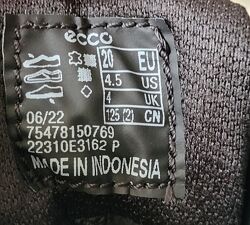 ecco
20 EU
4.5 US
4 UK
125 (2) CN
06/22
75478150769
22310E3162 P
MADE IN INDONESIA